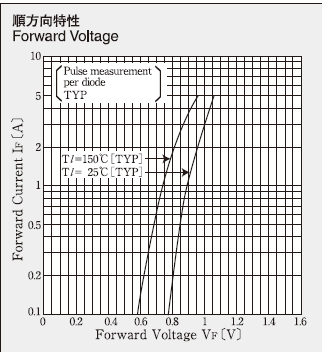 順方向特性
Forward Voltage
10
Pulse measurement
per diode
TYP
5
2
Tl=150℃ [TYP]
Tl= 25℃ [TYP]
1
0.5
0.2
0.1
Forward Current IF [A]
0 0.2 0.4 0.6 0.8 1 1.2 1.4 1.6
Forward Voltage VF [V]